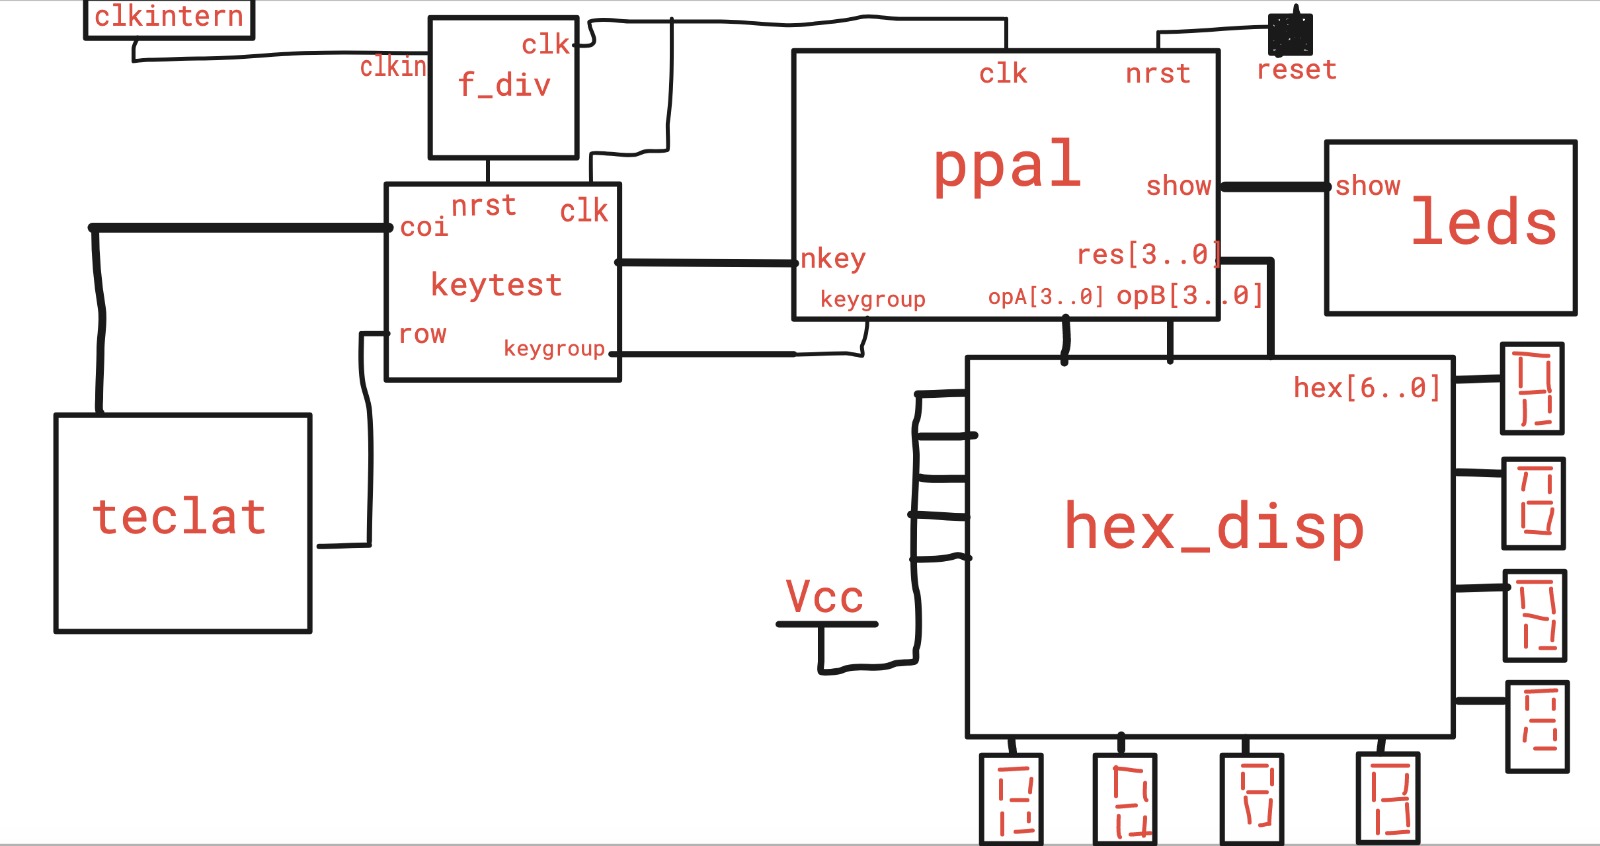 clkintern
clkin
clk
f_div
clk
nrst
reset
ppal
show
show
leds
nrst
clk
coi
keytest
row
keygroup
nkey
res[3..0]
keygroup
opA[3..0]
opB[3..0]
hex[6..0]
teclat
hex_disp
Vcc